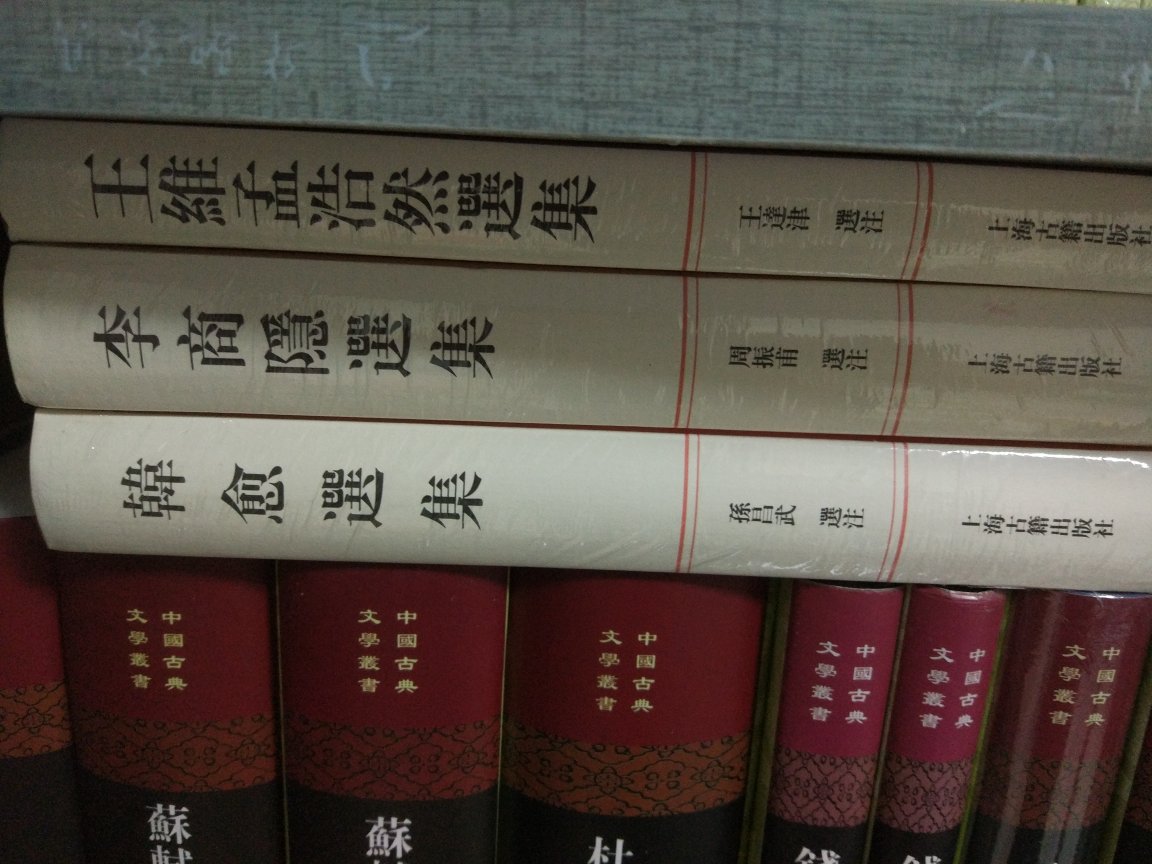 王維孟浩然選集 王達津 選注 上海古籍出版社
李商隱選集 周振甫 選注 上海古籍出版社
韓愈選集 孫昌武 選注 上海古籍出版社
中國古典
文學叢書
蘇軾
中國古典
文學叢書
蘇
中國古典
文學叢書
杜
中國古典
文學叢書
錢
中國古典
文學叢書
錢
中國古典
文學叢書